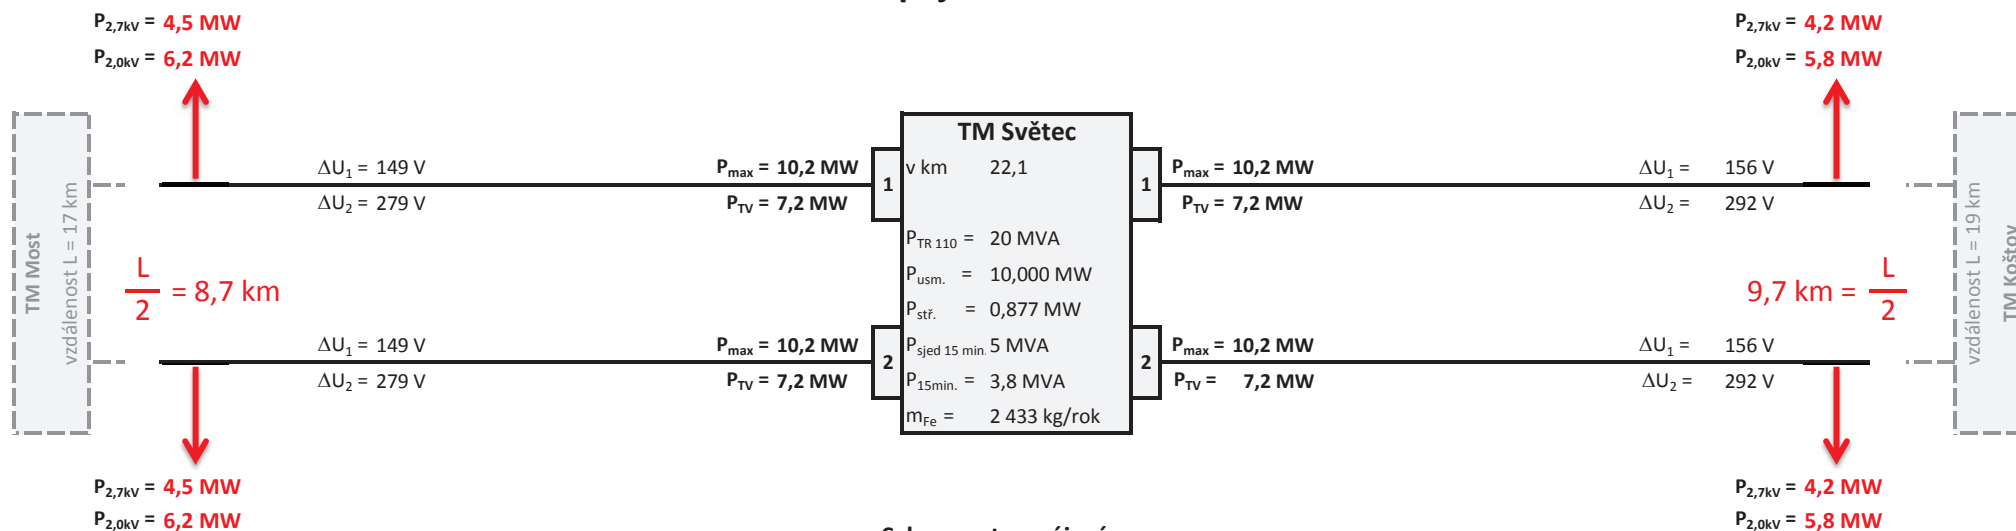 P2,7kV = 4,5 MW
P2,0kV = 6,2 MW
P2,7kV = 4,2 MW
P2,0kV = 5,8 MW
TM Most
vzdálenost L = 17 km
ΔU1 = 149 V
ΔU2 = 279 V
Pmax = 10,2 MW
PTV = 7,2 MW
1
TM Světec
v km 22,1
PTR 110 = 20 MVA
Pusm. = 10,000 MW
Pstř. = 0,877 MW
Psjed 15 min. 5 MVA
P15min. = 3,8 MVA
mFe = 2 433 kg/rok
1
Pmax = 10,2 MW
PTV = 7,2 MW
ΔU1 = 156 V
ΔU2 = 292 V
L
2
= 8,7 km
9,7 km =
L
2
vzdálenost L = 19 km
TM Koštov
ΔU1 = 149 V
ΔU2 = 279 V
Pmax = 10,2 MW
PTV = 7,2 MW
2
2
Pmax = 10,2 MW
PTV = 7,2 MW
ΔU1 = 156 V
ΔU2 = 292 V
P2,7kV = 4,5 MW
P2,0kV = 6,2 MW
P2,7kV = 4,2 MW
P2,0kV = 5,8 MW